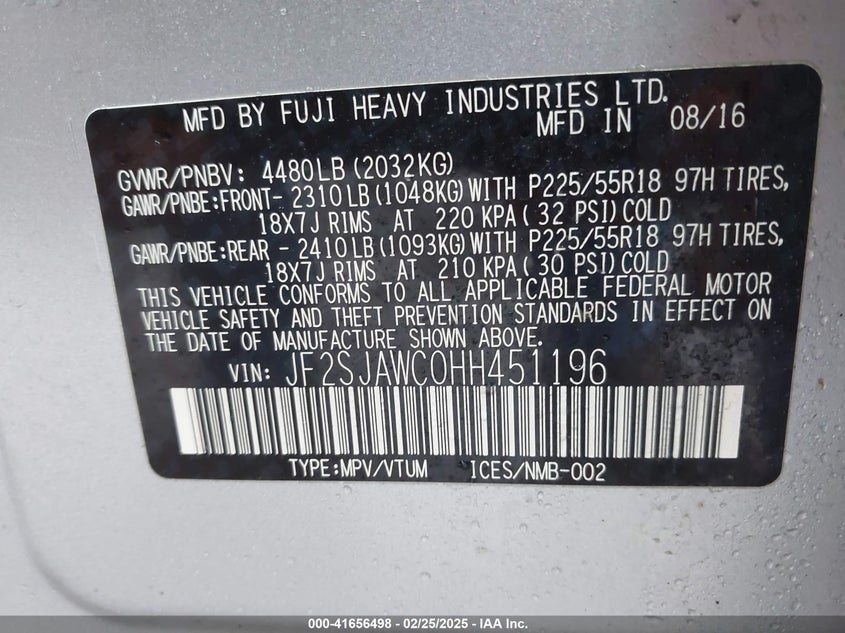 MFD BY FUJI HEAVY INDUSTRIES LTD.
MFD IN 08/16
GVWR/PNBV: 4480LB (2032KG)
GAWR/PNBE:FRONT- 2310LB (1048KG) WITH P225/55R18 97H TIRES,
18X7J RIMS AT 220 KPA ( 32 PSI) COLD
GAWR/PNBE:REAR - 2410LB (1093KG) WITH P225/55R18 97H TIRES,
18X7J RIMS AT 210 KPA ( 30 PSI) COLD
THIS VEHICLE CONFORMS TO ALL APPLICABLE FEDERAL MOTOR
VEHICLE SAFETY AND THEFT PREVENTION STANDARDS IN EFFECT ON
THE DATE OF MANUFACTURE SHOWN ABOVE.
VIN: JF2SJAWC0HH451196
TYPE:MPV/VTUM ICES/NMB-002
000-41656498 - 02/25/2025 - IAA Inc.